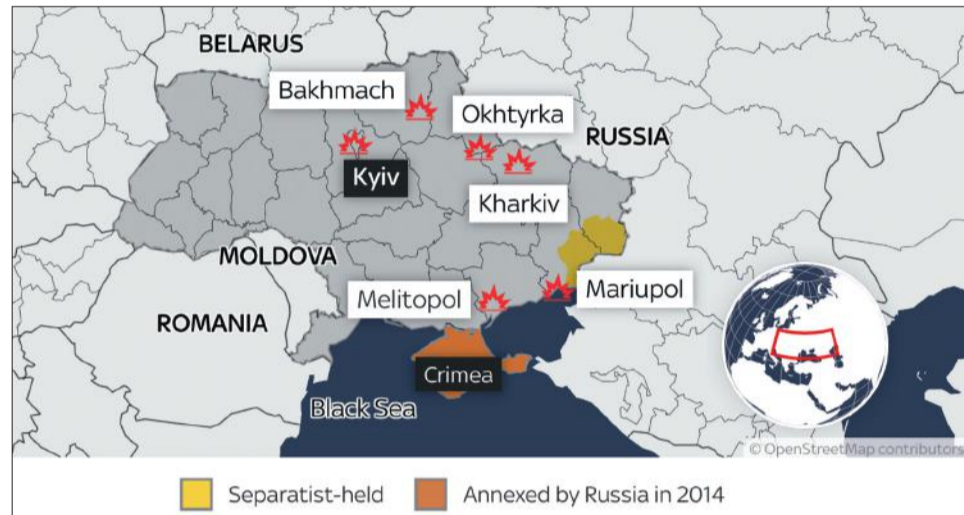 BELARUS
Bakhmach
Okhtyrka
RUSSIA
Kyiv
Kharkiv
MOLDOVA
Melitopol
Mariupol
ROMANIA
Crimea
Black Sea
© OpenStreetMap contributors
Separatist-held
Annexed by Russia in 2014